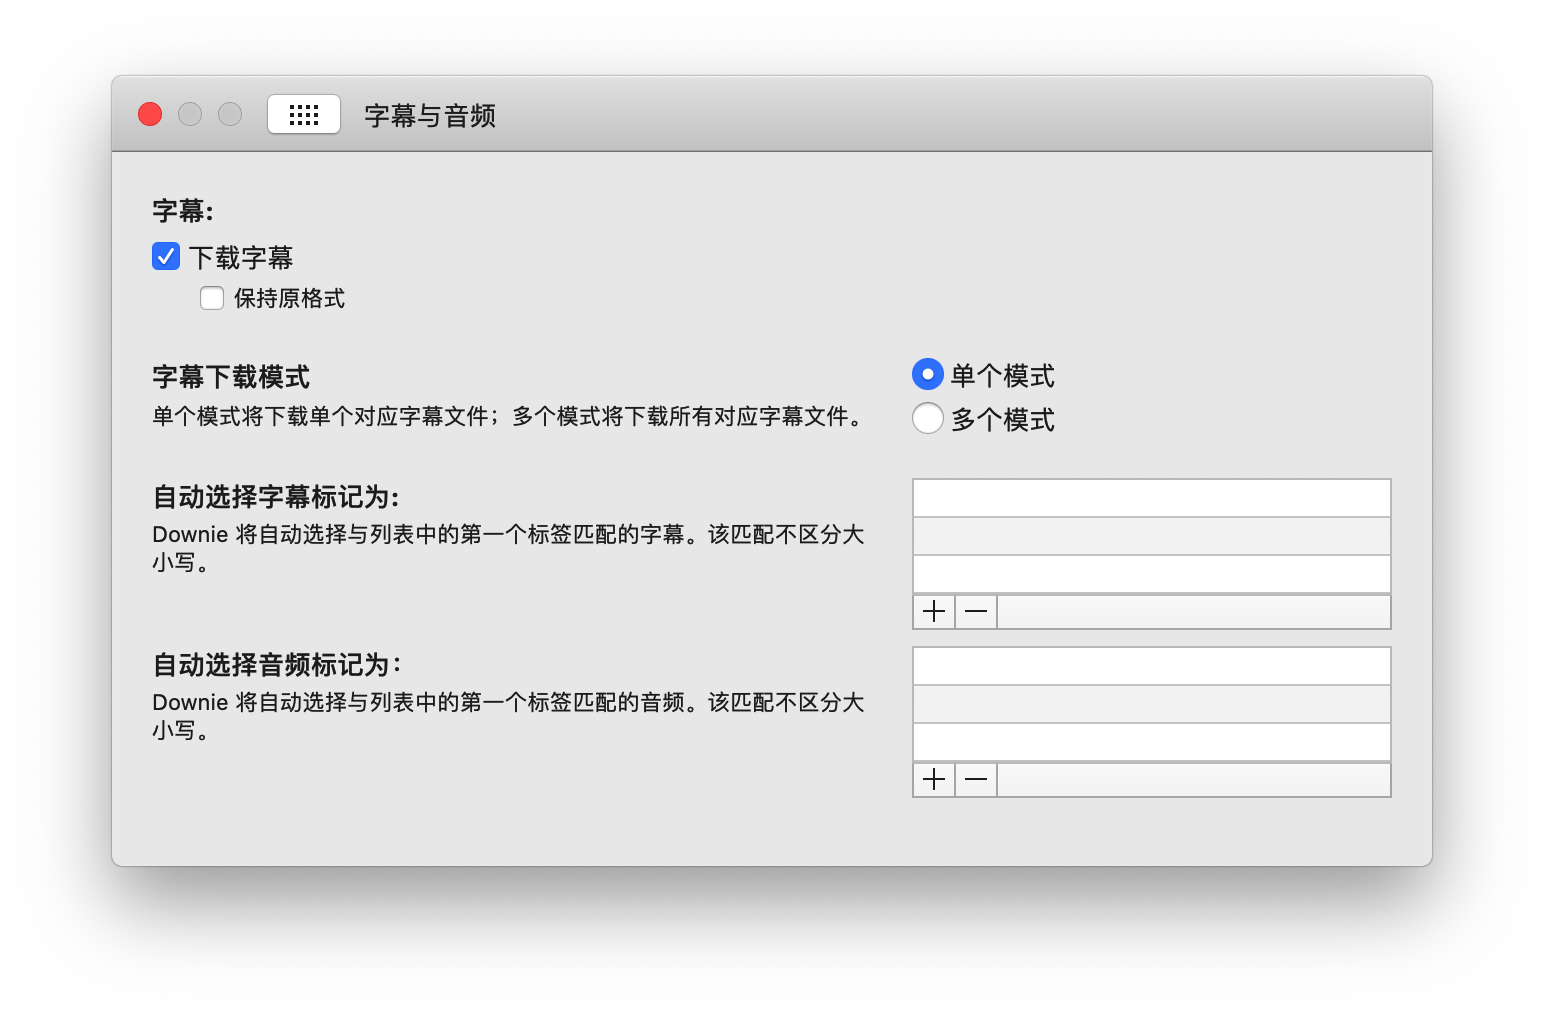 字幕与音频
字幕:
下载字幕
保持原格式
字幕下载模式
单个模式将下载单个对应字幕文件；多个模式将下载所有对应字幕文件。
单个模式
多个模式
自动选择字幕标记为:
Downie 将自动选择与列表中的第一个标签匹配的字幕。该匹配不区分大
小写。
自动选择音频标记为：
Downie 将自动选择与列表中的第一个标签匹配的音频。该匹配不区分大
小写。